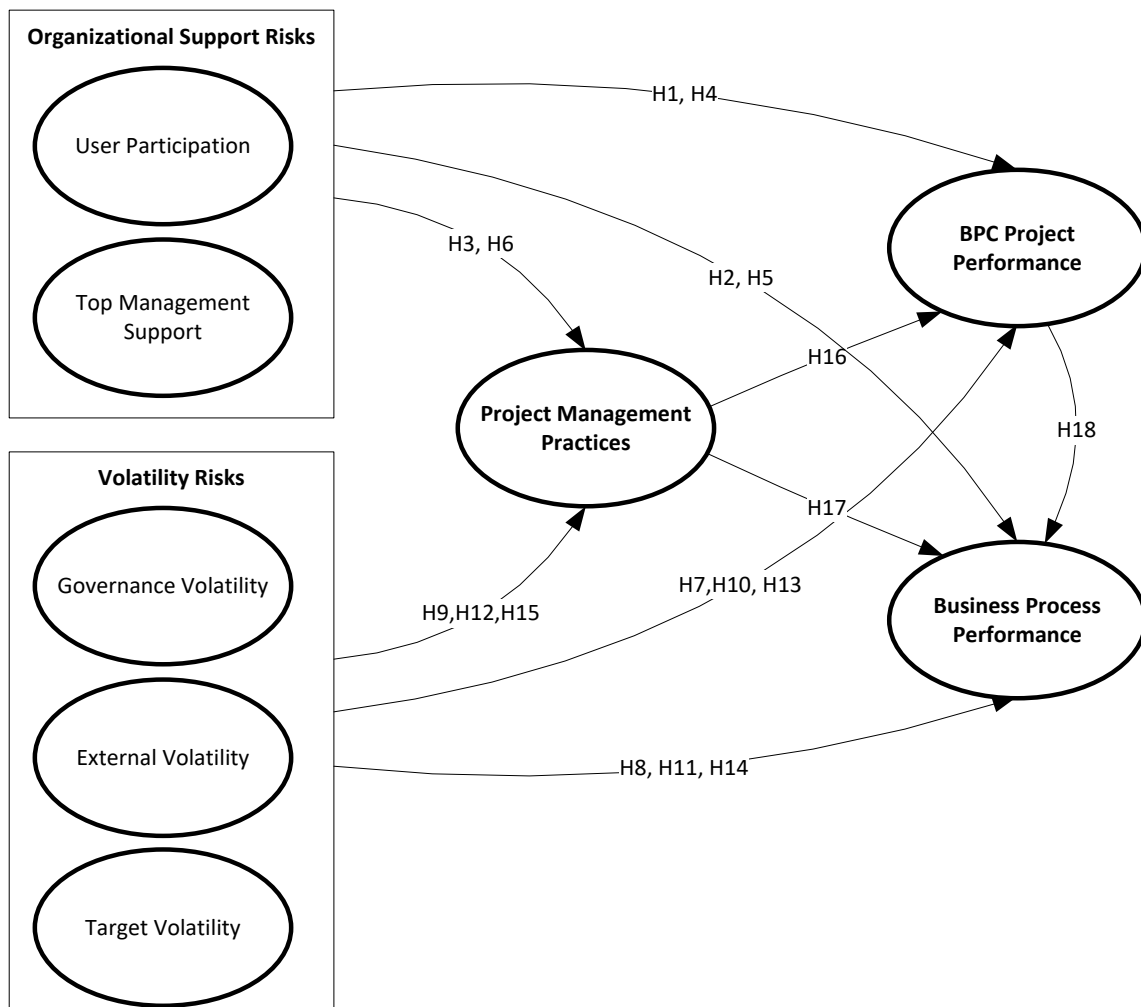 Organizational Support Risks
User Participation
Top Management
Support
Volatility Risks
Governance Volatility
External Volatility
Target Volatility
H1, H4
H2, H5
H3, H6
Project Management
Practices
H9,H12,H15
H7,H10, H13
H8, H11, H14
H16
H17
BPC Project
Performance
H18
Business Process
Performance